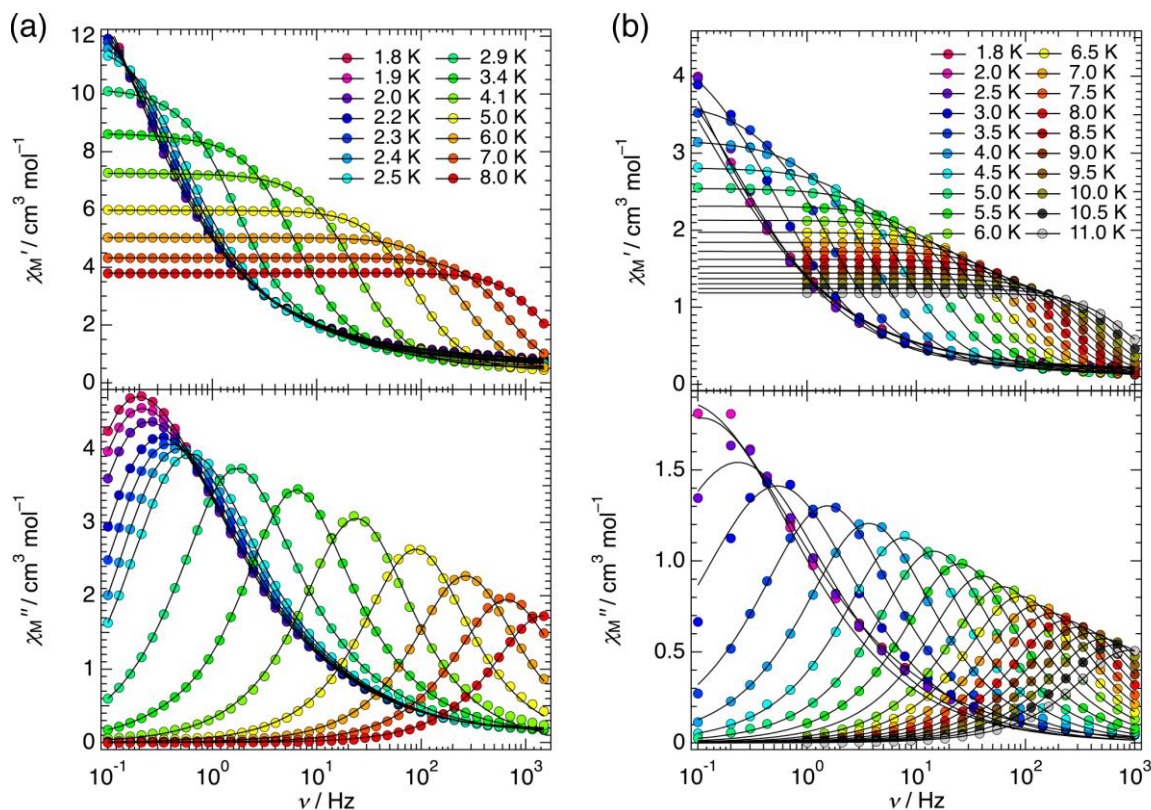 (a)
12
10
8
6
4
2
0
χM′ / cm³ mol⁻¹
1.8 K
1.9 K
2.0 K
2.2 K
2.3 K
2.4 K
2.5 K
2.9 K
3.4 K
4.1 K
5.0 K
6.0 K
7.0 K
8.0 K
4
3
2
1
0
χM″ / cm³ mol⁻¹
10⁻¹ 10⁰ 10¹ 10² 10³
ν / Hz
(b)
4
3
2
1
0
χM′ / cm³ mol⁻¹
1.8 K
2.0 K
2.5 K
3.0 K
3.5 K
4.0 K
4.5 K
5.0 K
5.5 K
6.0 K
6.5 K
7.0 K
7.5 K
8.0 K
8.5 K
9.0 K
9.5 K
10.0 K
10.5 K
11.0 K
1.5
1.0
0.5
0
χM″ / cm³ mol⁻¹
10⁻¹ 10⁰ 10¹ 10² 10³
ν / Hz